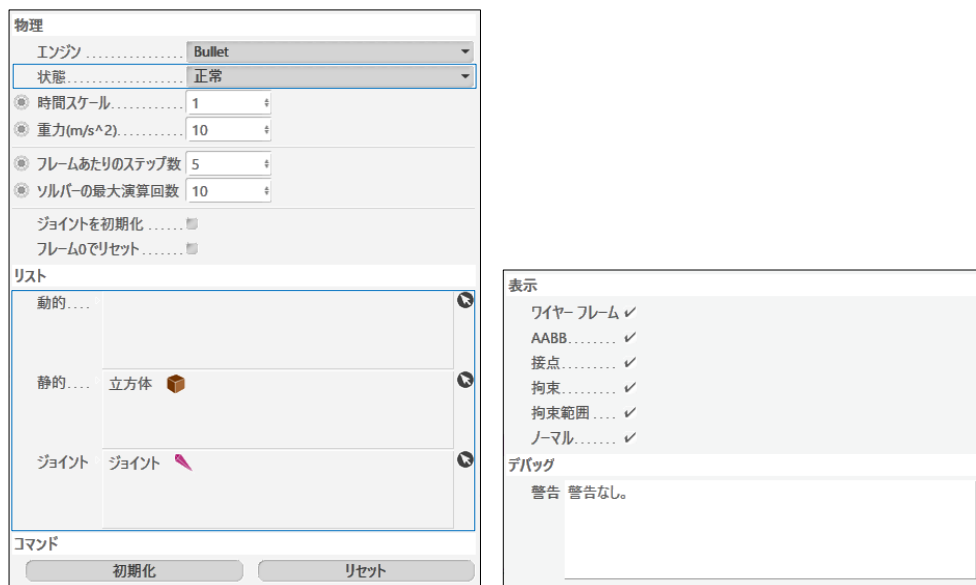 物理
エンジン ............... Bullet
状態.................. 正常
時間スケール............ 1
重力(m/s^2).......... 10
フレームあたりのステップ数 5
ソルバーの最大演算回数 10
ジョイントを初期化 ......
フレーム0でリセット.......
リスト
動的....
静的.... 立方体
ジョイント ジョイント
コマンド
初期化 リセット
表示
ワイヤー フレーム ✓
AABB........ ✓
接点......... ✓
拘束......... ✓
拘束範囲 .... ✓
ノーマル....... ✓
デバッグ
警告 警告なし。